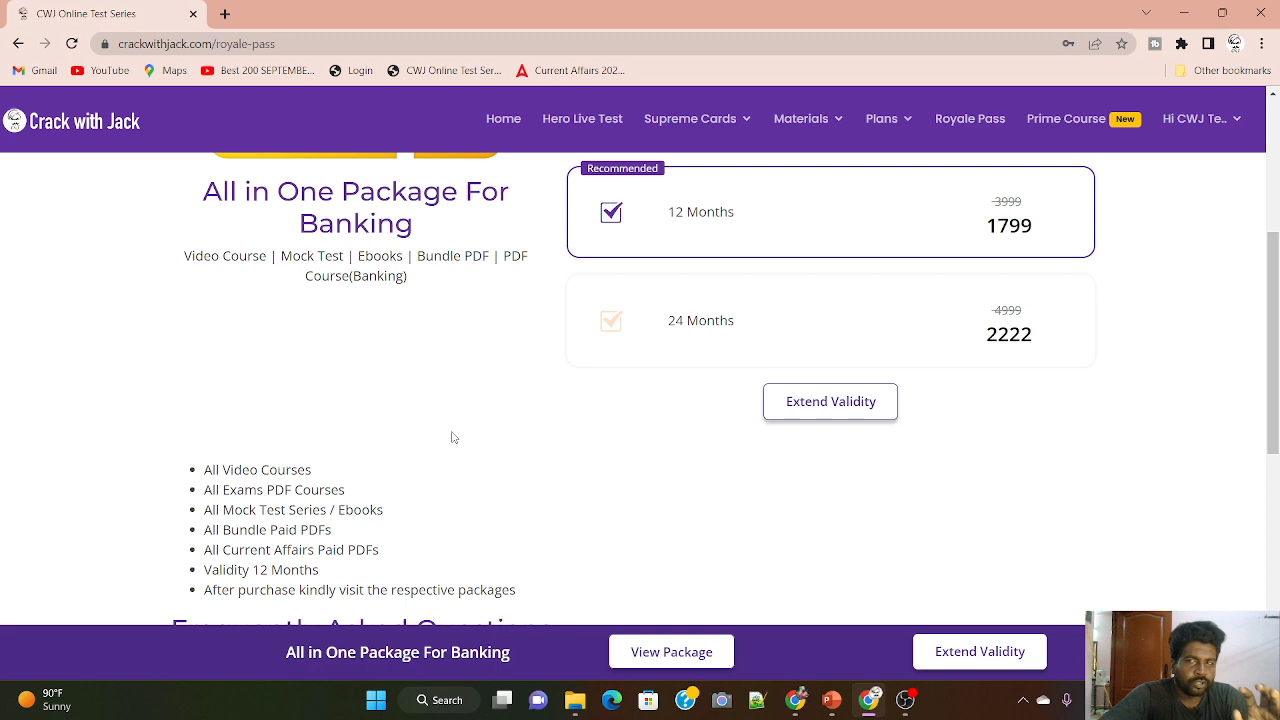 CWJ Online Test Series
crackwithjack.com/royale-pass
Gmail
YouTube
Maps
Best 200 SEPTEMBE...
Login
CWJ Online Test Ser...
Current Affairs 202...
Other bookmarks
Crack with Jack
Home
Hero Live Test
Supreme Cards
Materials
Plans
Royale Pass
Prime Course New
Hi CWJ Te..
All in One Package For
Banking
Video Course | Mock Test | Ebooks | Bundle PDF | PDF
Course(Banking)
Recommended
12 Months
3999
1799
24 Months
4999
2222
Extend Validity
All Video Courses
All Exams PDF Courses
All Mock Test Series / Ebooks
All Bundle Paid PDFs
All Current Affairs Paid PDFs
Validity 12 Months
After purchase kindly visit the respective packages
Frequently Asked Questions
All in One Package For Banking
View Package
Extend Validity
90°F
Sunny
Search